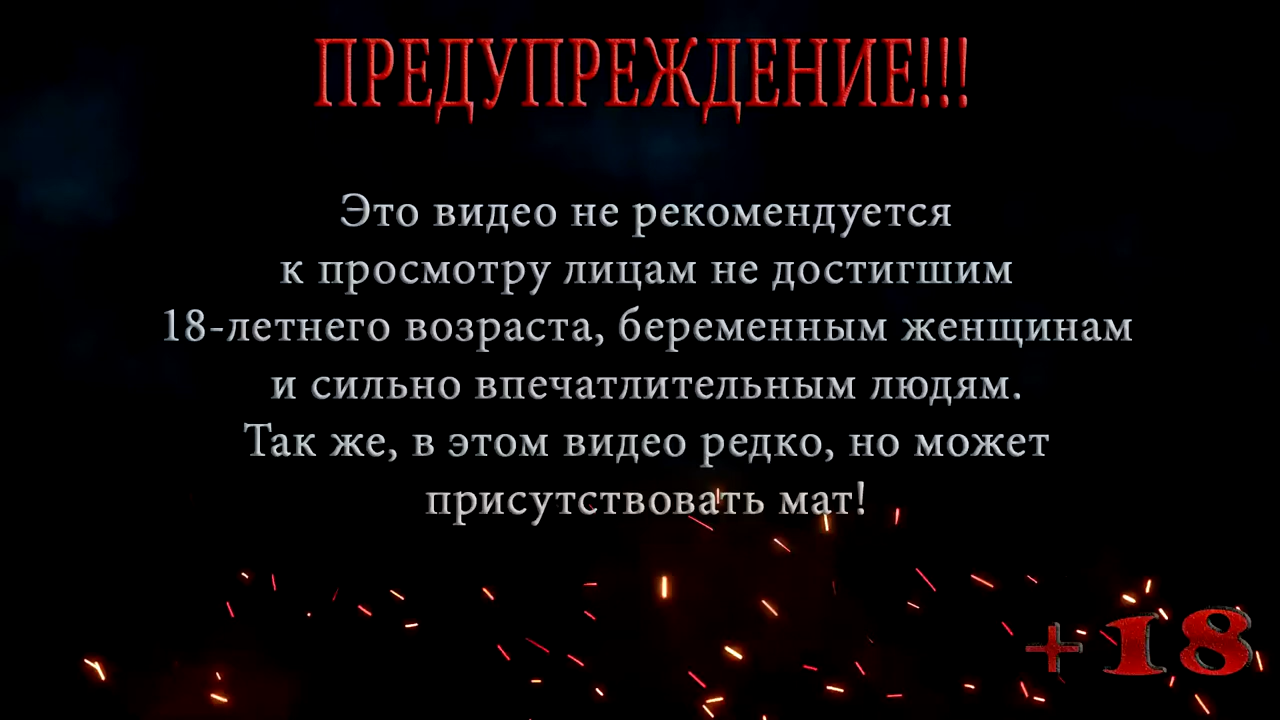 ПРЕДУПРЕЖДЕНИЕ!!!
Это видео не рекомендуется
к просмотру лицам не достигшим
18-летнего возраста, беременным женщинам
и сильно впечатлительным людям.
Так же, в этом видео редко, но может
присутствовать мат!
+18